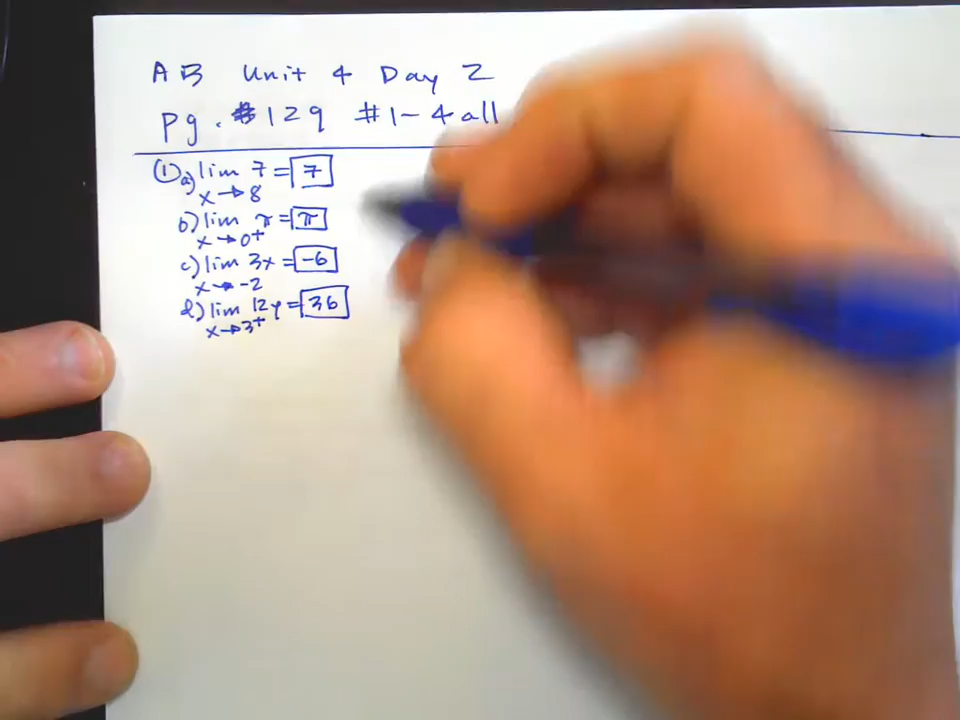 AB Unit 4 Day 2
pg. 129 #1-4 all
① a) lim 7 = 7
x→8
b) lim π = π
x→0⁺
c) lim 3x = -6
x→-2
d) lim 12y = 36
x→3⁺